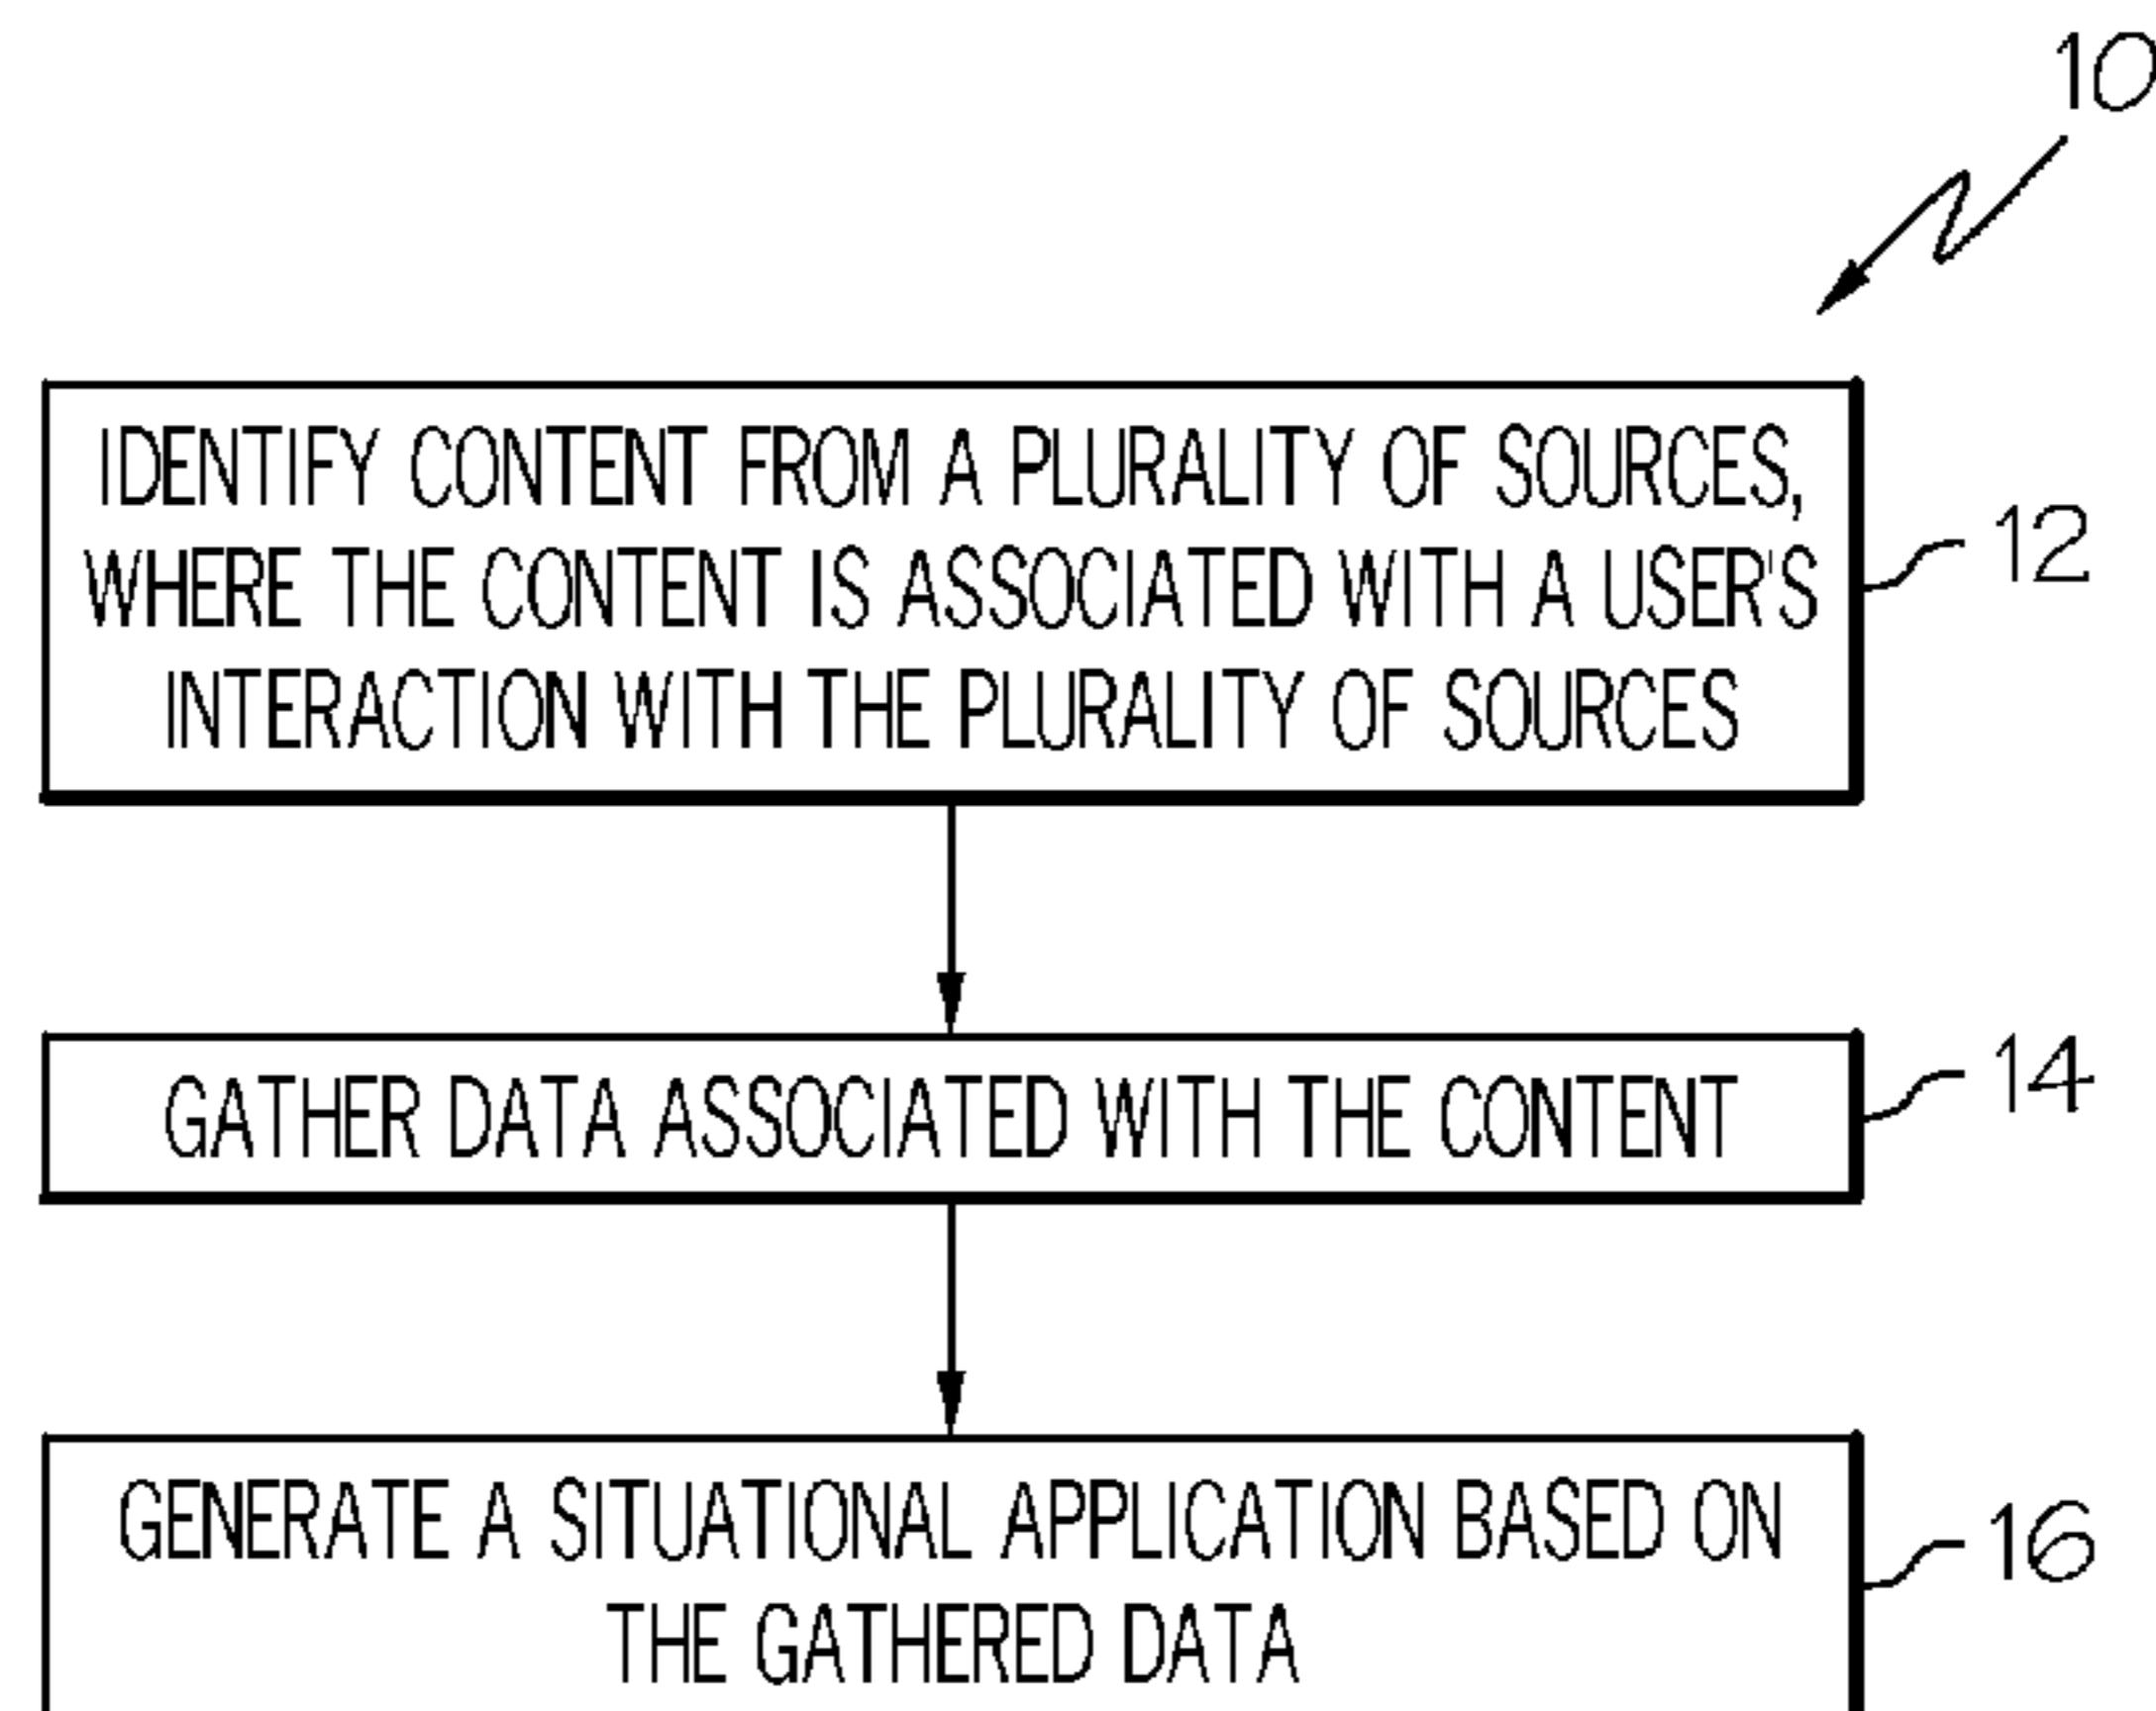 10
IDENTIFY CONTENT FROM A PLURALITY OF SOURCES,
WHERE THE CONTENT IS ASSOCIATED WITH A USER'S
INTERACTION WITH THE PLURALITY OF SOURCES
12
GATHER DATA ASSOCIATED WITH THE CONTENT
14
GENERATE A SITUATIONAL APPLICATION BASED ON
THE GATHERED DATA
16